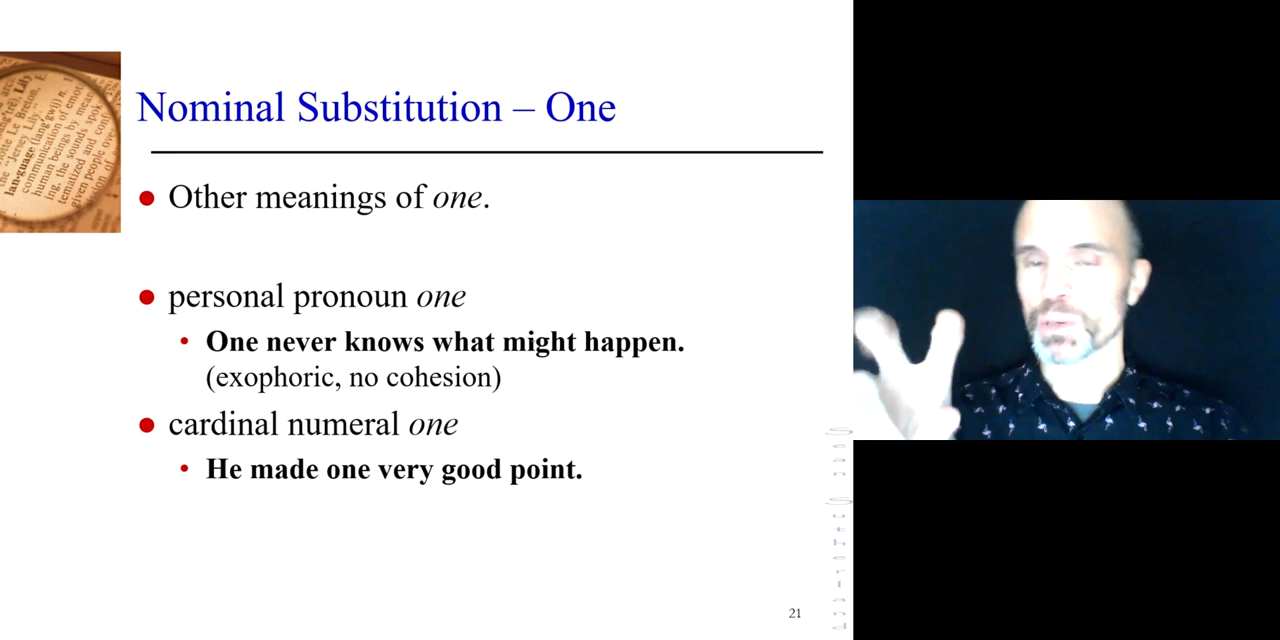 Nominal Substitution – One
Other meanings of one.
personal pronoun one
One never knows what might happen.
(exophoric, no cohesion)
cardinal numeral one
He made one very good point.
21